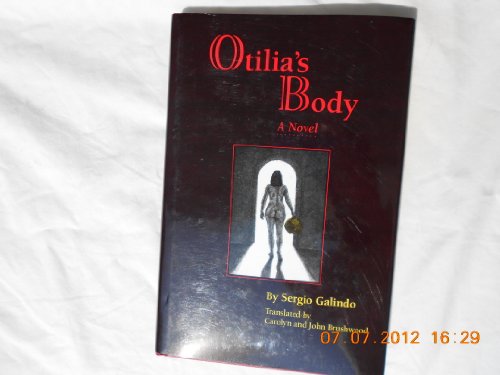 Otilia's
Body
A Novel
By Sergio Galindo
Translated by
Carolyn and John Brushwood
07.07.2012 16:29